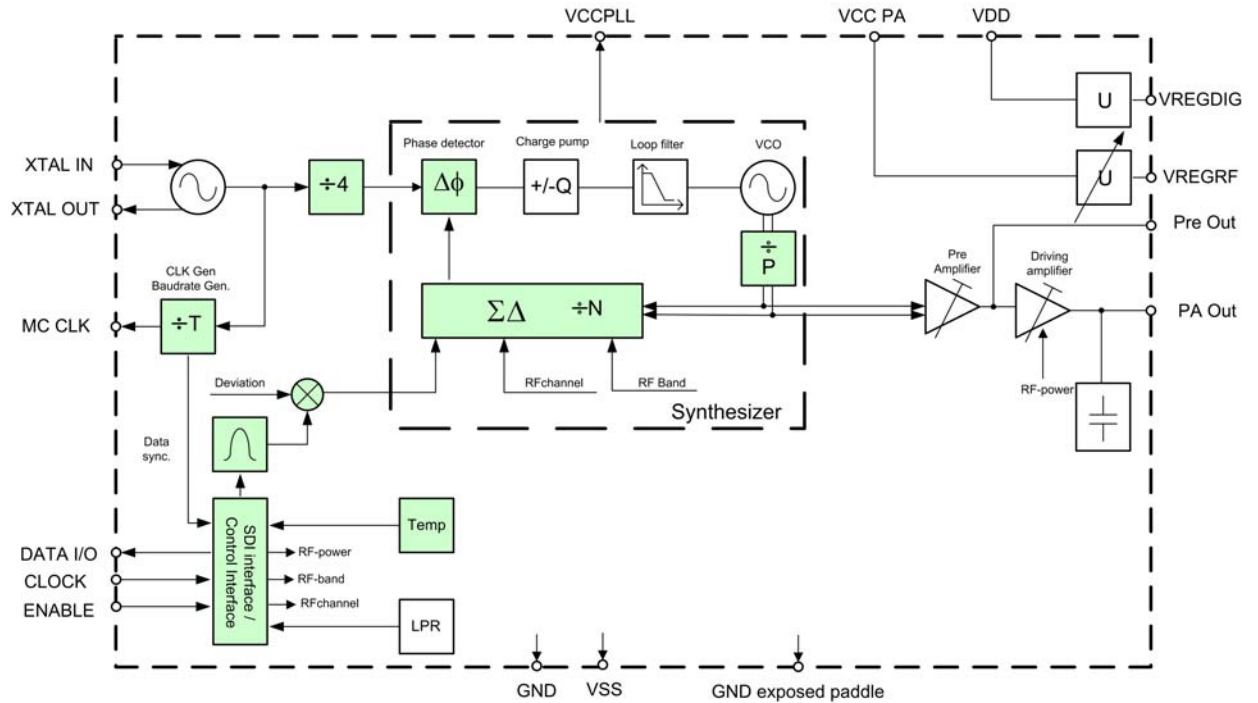 VCCPLL
VCC PA
VDD
U
VREGDIG
Phase detector
Charge pump
Loop filter
VCO
XTAL IN
÷4
Δϕ
+/-Q
U
VREGRF
XTAL OUT
Pre Out
÷
P
Pre
Amplifier
Driving
amplifier
CLK Gen
Baudrate Gen.
MC CLK
÷T
ΣΔ ÷N
PA Out
Deviation
RFchannel
RF Band
RF-power
Synthesizer
Data
sync.
SDI interface /
Control Interface
Temp
DATA I/O
RF-power
CLOCK
RF-band
ENABLE
RFchannel
LPR
GND
VSS
GND exposed paddle